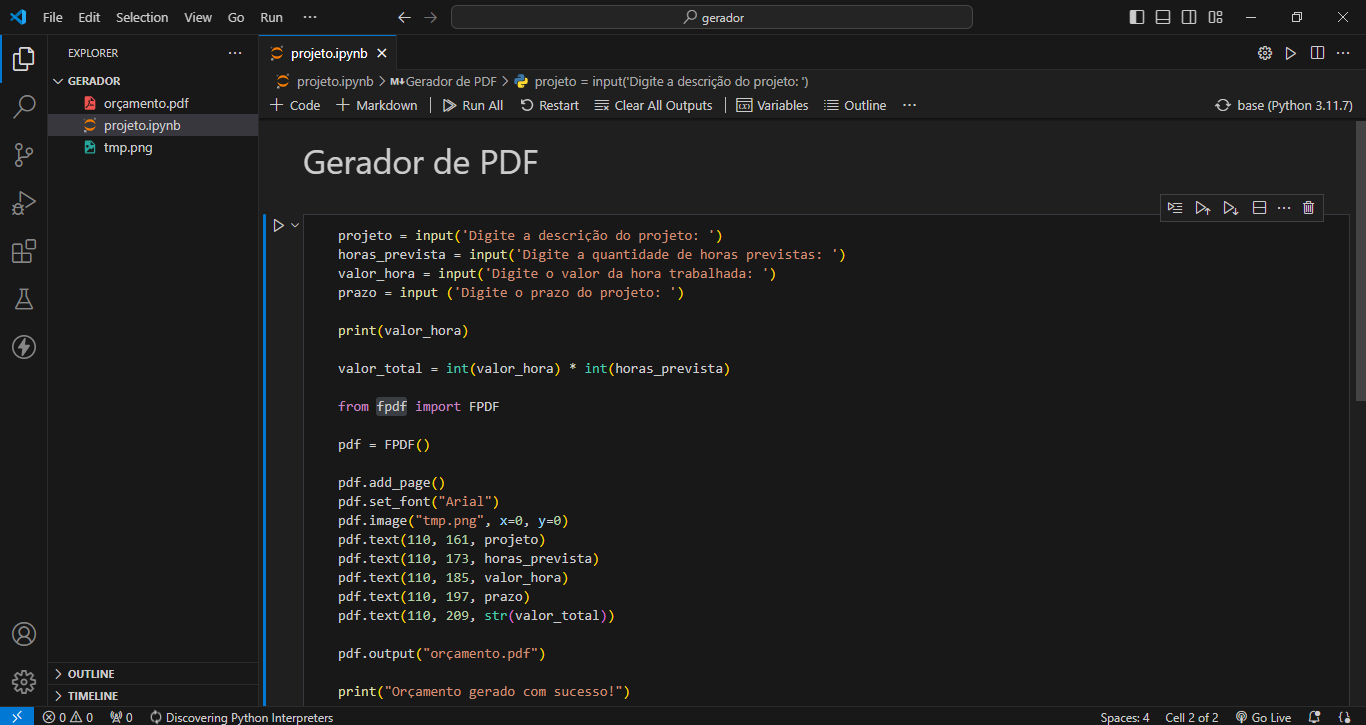 File Edit Selection View Go Run ···
gerador
EXPLORER ···
GERADOR
orçamento.pdf
projeto.ipynb
tmp.png
OUTLINE
TIMELINE
projeto.ipynb
projeto.ipynb > M↓Gerador de PDF > projeto = input('Digite a descrição do projeto: ')
+ Code + Markdown | Run All Restart Clear All Outputs | Variables Outline ···
base (Python 3.11.7)
Gerador de PDF
projeto = input('Digite a descrição do projeto: ')
horas_prevista = input('Digite a quantidade de horas previstas: ')
valor_hora = input('Digite o valor da hora trabalhada: ')
prazo = input ('Digite o prazo do projeto: ')
print(valor_hora)
valor_total = int(valor_hora) * int(horas_prevista)
from fpdf import FPDF
pdf = FPDF()
pdf.add_page()
pdf.set_font("Arial")
pdf.image("tmp.png", x=0, y=0)
pdf.text(110, 161, projeto)
pdf.text(110, 173, horas_prevista)
pdf.text(110, 185, valor_hora)
pdf.text(110, 197, prazo)
pdf.text(110, 209, str(valor_total))
pdf.output("orçamento.pdf")
print("Orçamento gerado com sucesso!")
0 0 0 Discovering Python Interpreters
Spaces: 4 Cell 2 of 2 Go Live